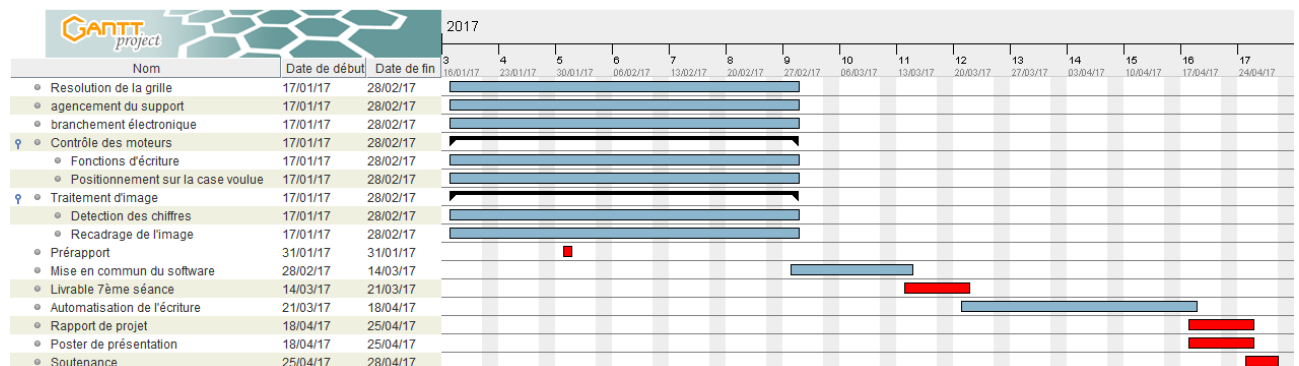 GANTT project
2017
Nom Date de début Date de fin
3 4 5 6 7 8 9 10 11 12 13 14 15 16 17
16/01/17 23/01/17 30/01/17 06/02/17 13/02/17 20/02/17 27/02/17 06/03/17 13/03/17 20/03/17 27/03/17 03/04/17 10/04/17 17/04/17 24/04/17
Resolution de la grille 17/01/17 28/02/17
agencement du support 17/01/17 28/02/17
branchement électronique 17/01/17 28/02/17
Contrôle des moteurs 17/01/17 28/02/17
Fonctions d'écriture 17/01/17 28/02/17
Positionnement sur la case voulue 17/01/17 28/02/17
Traitement d'image 17/01/17 28/02/17
Detection des chiffres 17/01/17 28/02/17
Recadrage de l'image 17/01/17 28/02/17
Prérapport 31/01/17 31/01/17
Mise en commun du software 28/02/17 14/03/17
Livrable 7ème séance 14/03/17 21/03/17
Automatisation de l'écriture 21/03/17 18/04/17
Rapport de projet 18/04/17 25/04/17
Poster de présentation 18/04/17 25/04/17
Soutenance 25/04/17 28/04/17